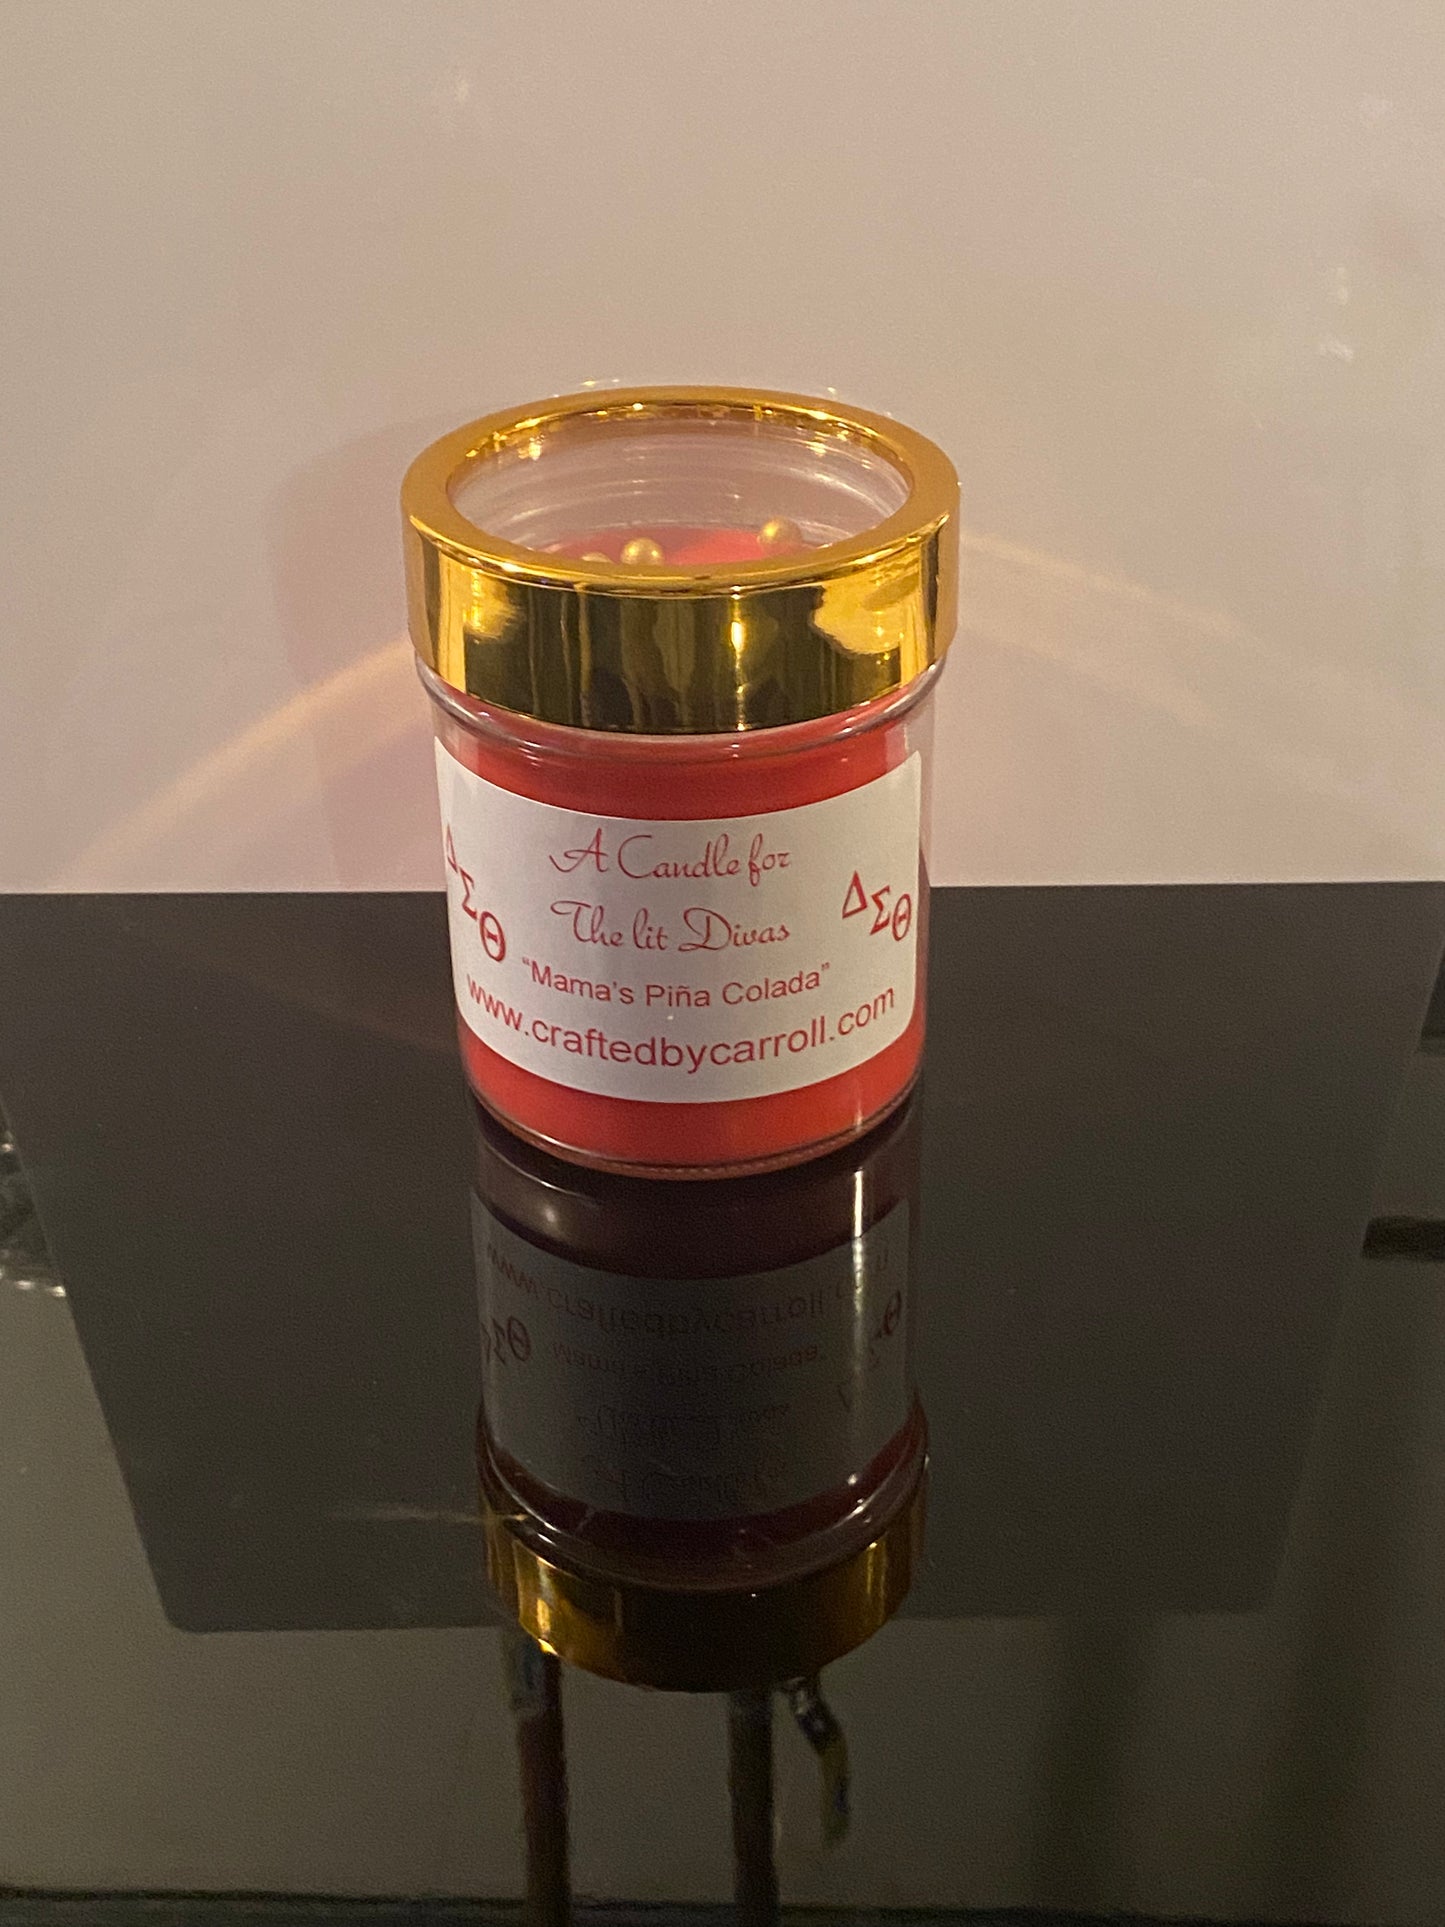 A Candle for
The lit Divas
ΔΣΘ
ΔΣΘ
“Mama's Piña Colada”
www.craftedbycarroll.com